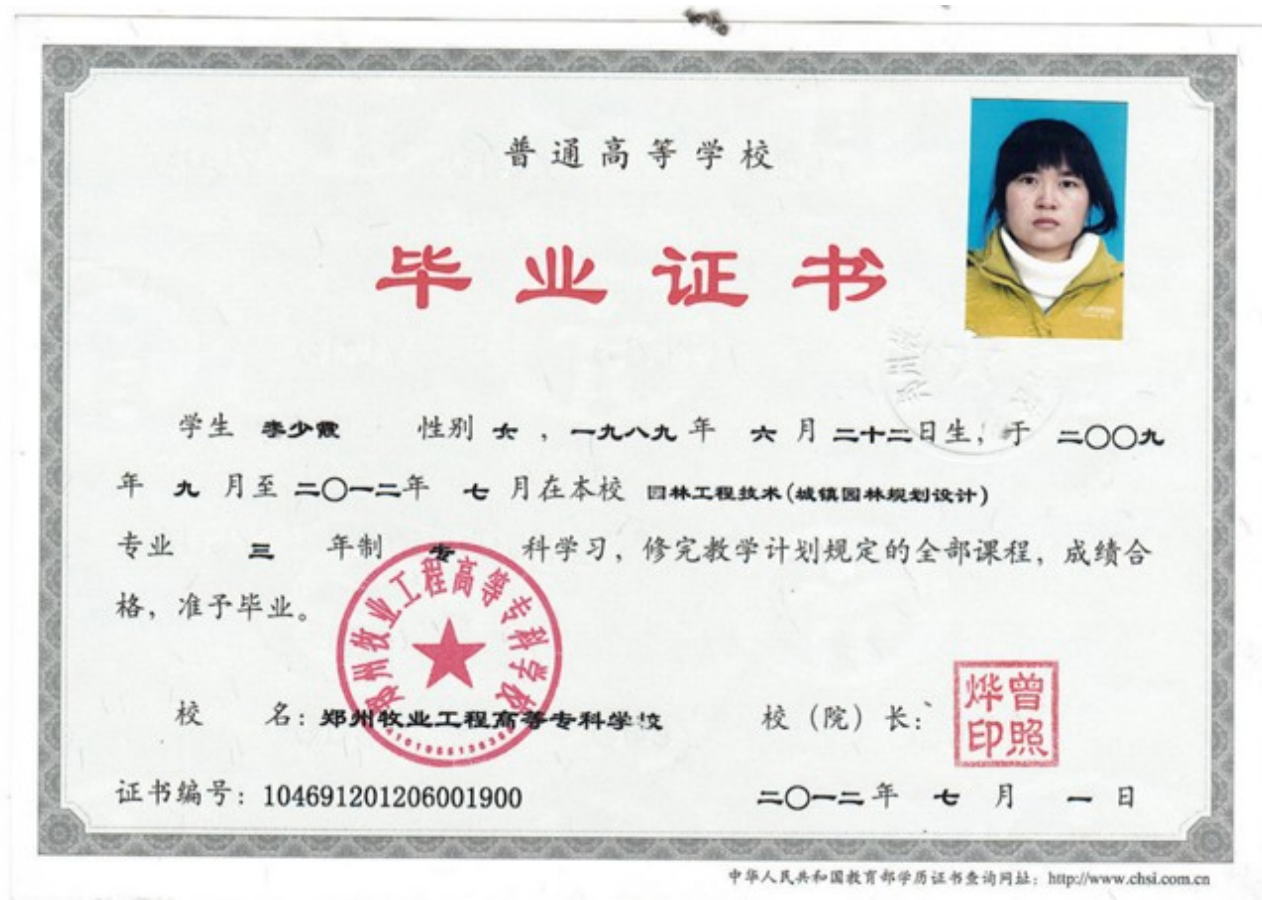 普通高等学校
毕业证书
学生 李少霞 性别 女 ，一九八九 年 六 月 二十二日生，于 二〇〇九
年 九 月至 二〇一二年 七 月在本校 园林工程技术(城镇园林规划设计)
专业 三 年制 专 科学习，修完教学计划规定的全部课程，成绩合
格，准予毕业。
郑州牧业工程高等专科学校
校 名：郑州牧业工程高等专科学校 校（院）长：
曾照
烨印
证书编号：104691201206001900 二〇一二年 七 月 一 日
中华人民共和国教育部学历证书查询网址：http://www.chsi.com.cn